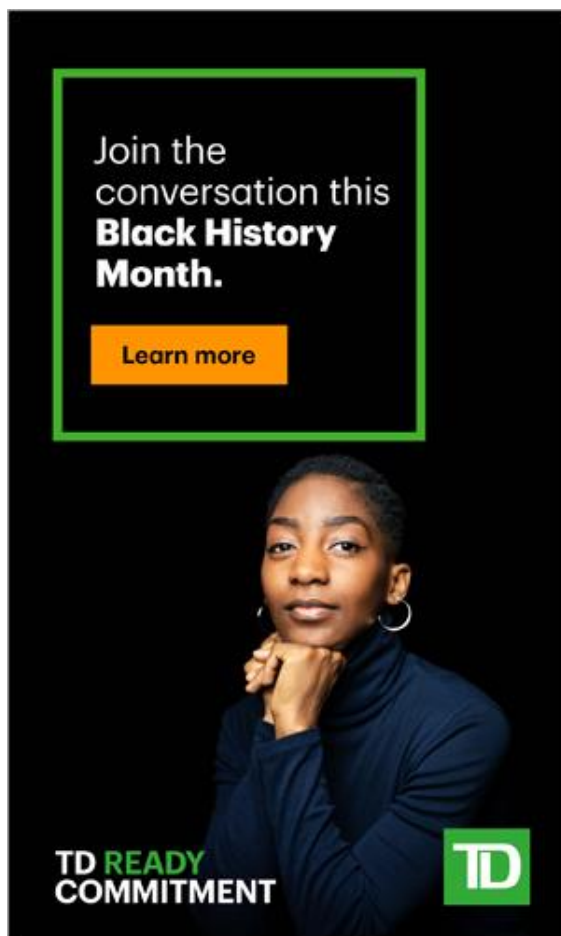 Join the
conversation this
Black History
Month.
Learn more
TD READY
COMMITMENT
TD